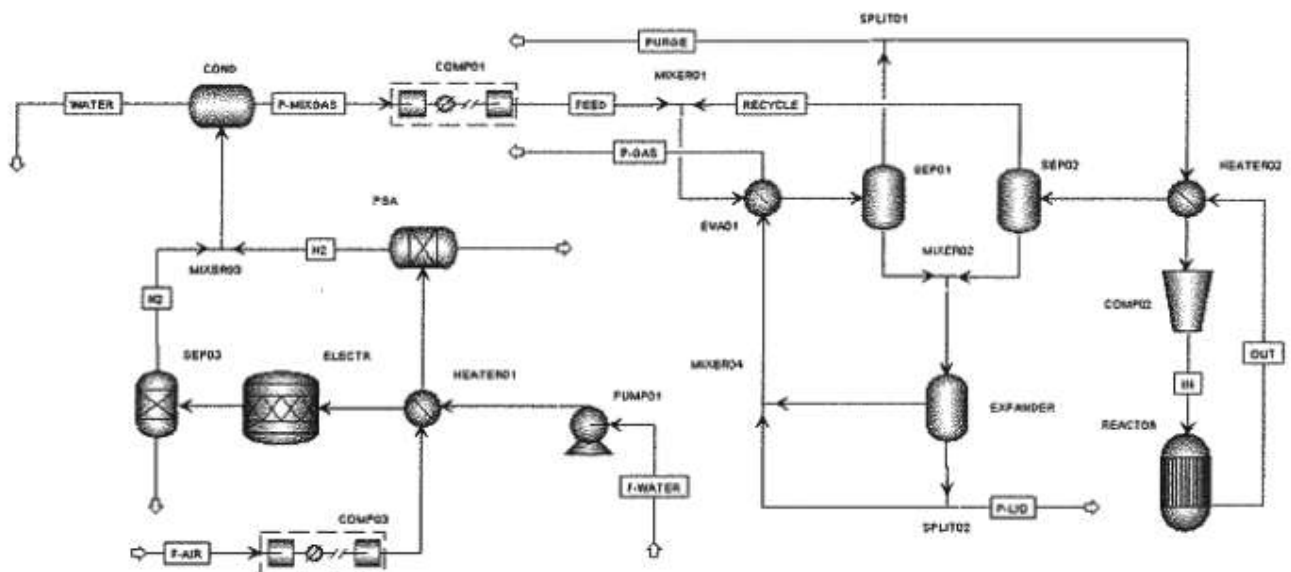 SPLIT01
PURGE
COND
COMP01
MIXER01
WATER
P-MIXGAS
FEED
RECYCLE
P-GAS
SEP01
SEP02
HEATER02
PSA
EVA01
MIXER02
MIXER03
H2
COMP02
SEP03
ELECTR
HEATER01
MIXER04
OUT
PUMP01
EXPANDER
IN
REACTOR
F-WATER
COMP03
P-LIQ
SPLIT02
F-AIR